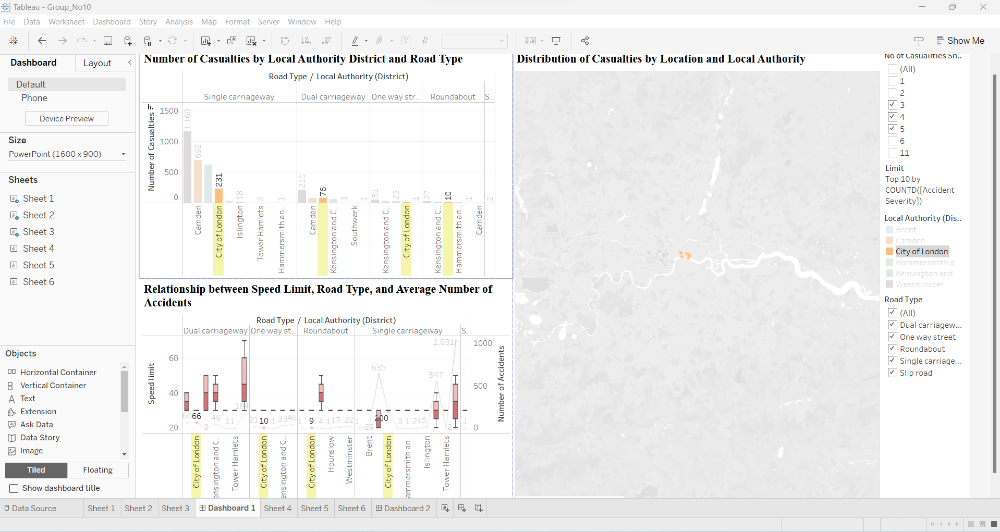 Tableau - Group_No10
File Data Worksheet Dashboard Story Analysis Map Format Server Window Help
Show Me
Dashboard
Layout
Default
Phone
Device Preview
Size
PowerPoint (1600 x 900)
Sheets
Sheet 1
Sheet 2
Sheet 3
Sheet 4
Sheet 5
Sheet 6
Objects
Horizontal Container
Vertical Container
Text
Extension
Ask Data
Data Story
Image
Tiled
Floating
Show dashboard title
Number of Casualties by Local Authority District and Road Type
Road Type / Local Authority (District)
Single carriageway Dual carriageway One way str.. Roundabout S..
Number of Casualties
1500
1000
500
0
1,160
692
231
18
2
1
210
76
3
1
51
23
1
27
10
1
2
Camden
City of London
Islington
Tower Hamlets
Hammersmith an..
Camden
Kensington and C..
Southwark
Kensington and C..
City of London
Kensington and C..
Hammersmith an..
Camden
Relationship between Speed Limit, Road Type, and Average Number of
Accidents
Road Type / Local Authority (District)
Dual carriageway One way st.. Roundabout Single carriageway S.
Speed limit
60
40
20
69 66 3 48 11 184
21 10 1 33 46
1 9 4 1 17 22
1 29 635 200 3 1 2 15 547 2 1,031
1
1000
500
0
Number of Accidents
City of London
ensington and C..
Tower Hamlets
City of London
ensington and C..
City of London
Hounslow
Westminster
Brent
City of London
ammersmith an..
Islington
Tower Hamlets
Distribution of Casualties by Location and Local Authority
No of Casualities Sh..
(All)
1
2
3
4
5
6
11
Limit
Top 10 by
COUNTD([Accident
Severity])
Local Authority (Dis..
Brent
Camden
City of London
Hammersmith a..
Kensington and ..
Westminster
Road Type
(All)
Dual carriagew...
One way street
Roundabout
Single carriage...
Slip road
Data Source Sheet 1 Sheet 2 Sheet 3 Dashboard 1 Sheet 4 Sheet 5 Sheet 6 Dashboard 2